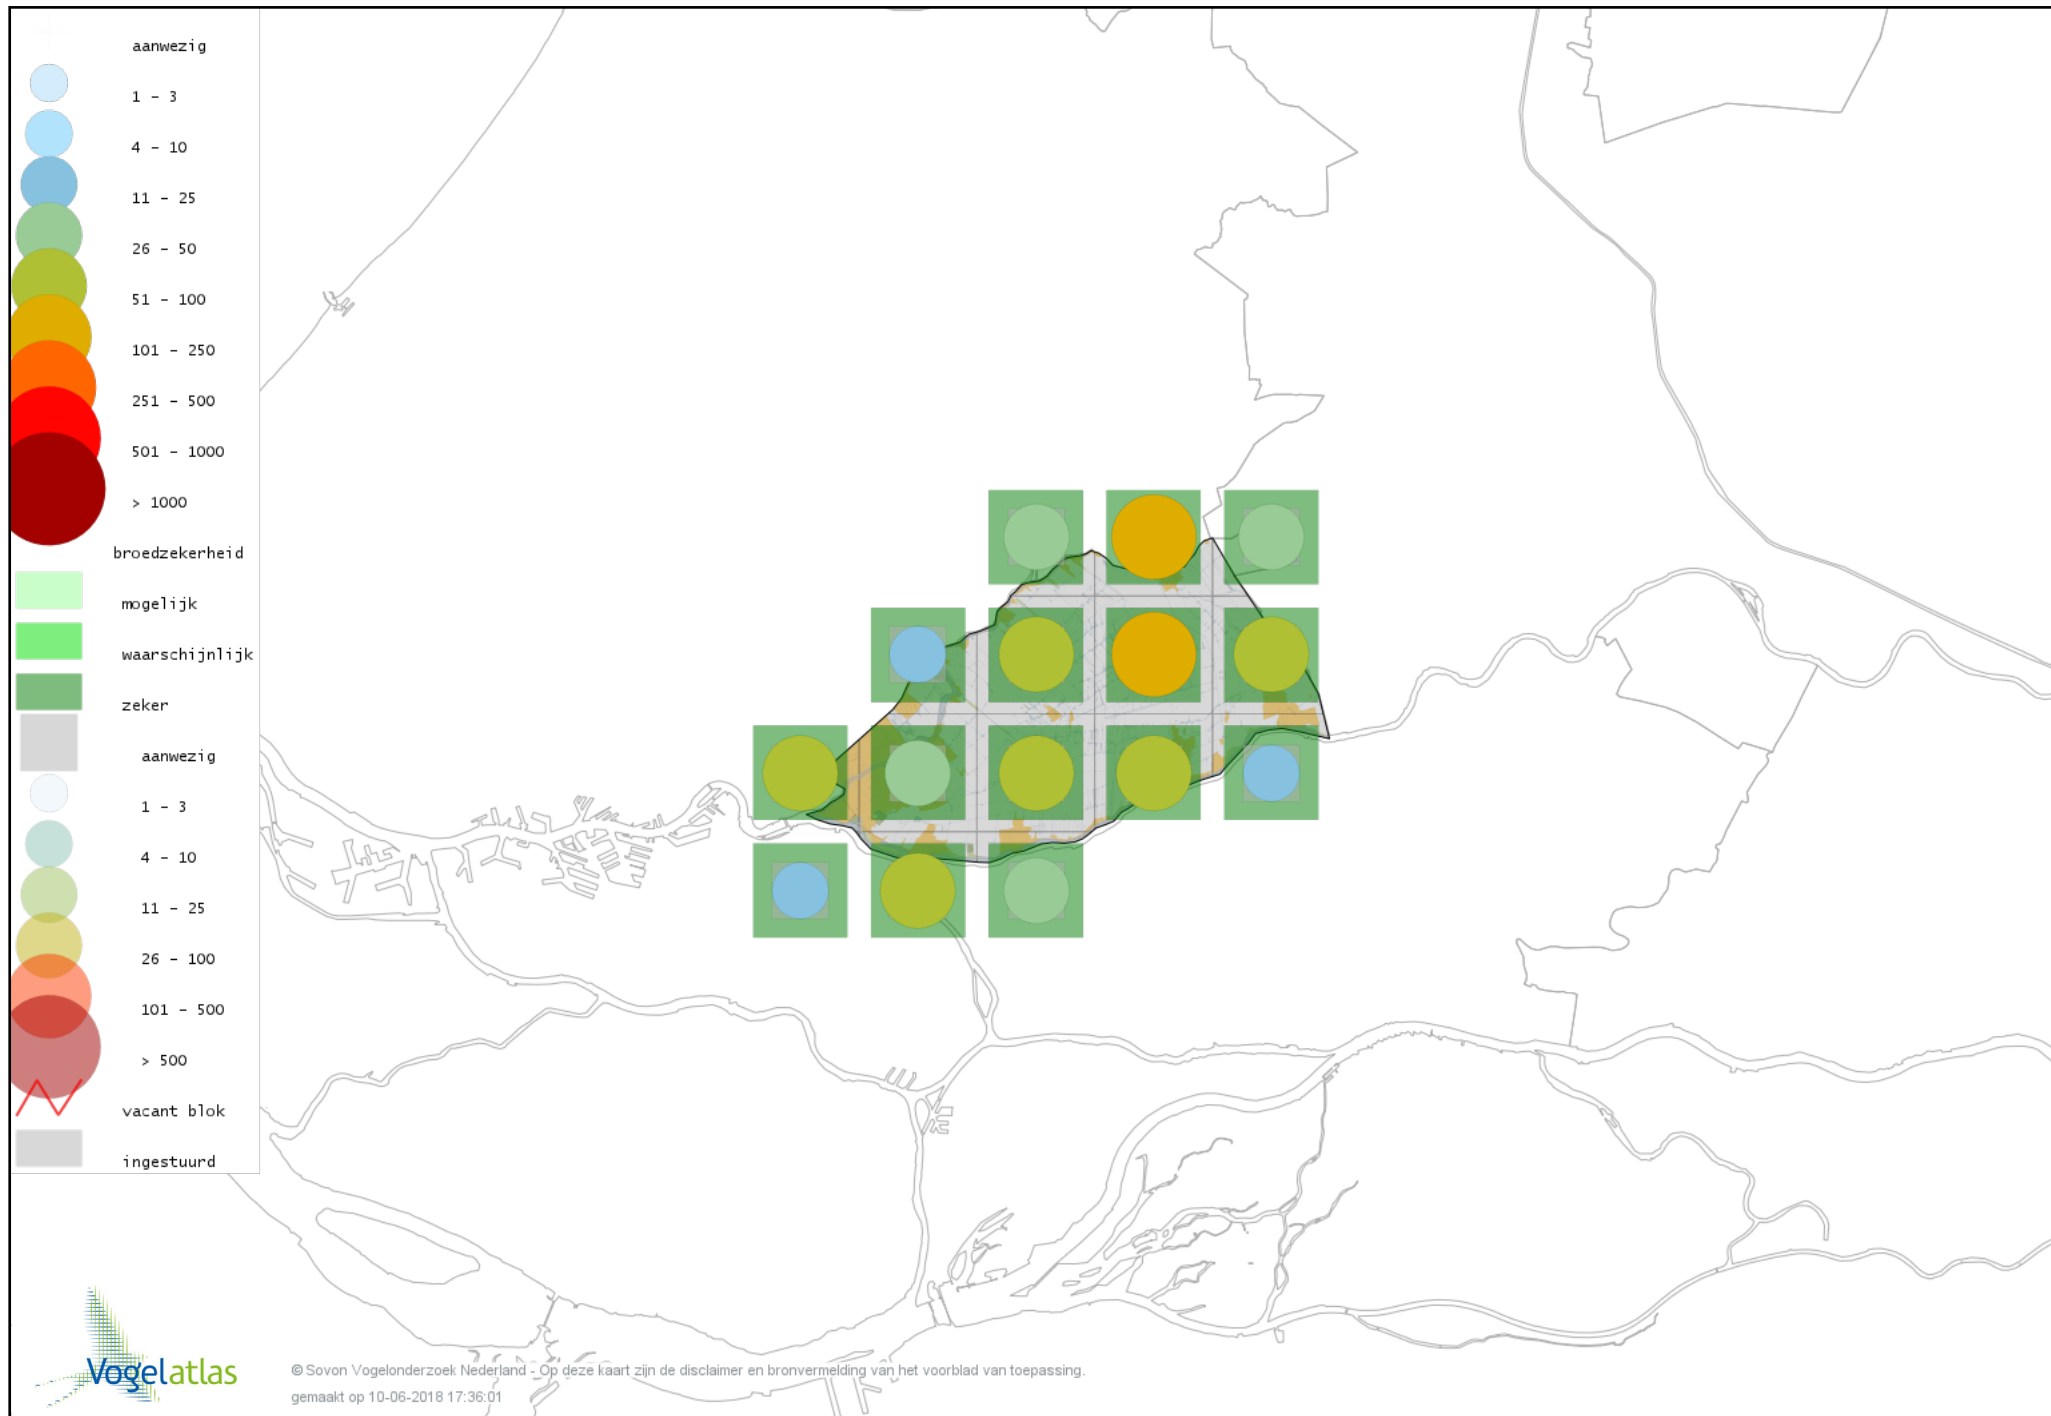 aanwezig
1 - 3
4 - 10
11 - 25
26 - 50
51 - 100
101 - 250
251 - 500
501 - 1000
> 1000
broedzekerheid
mogelijk
waarschijnlijk
zeker
aanwezig
1 - 3
4 - 10
11 - 25
26 - 100
101 - 500
> 500
vacant blok
ingestuurd
Vogelatlas
© Sovon Vogelonderzoek Nederland - Op deze kaart zijn de disclaimer en bronvermelding van het voorblad van toepassing.
gemaakt op 10-06-2018 17:36:01